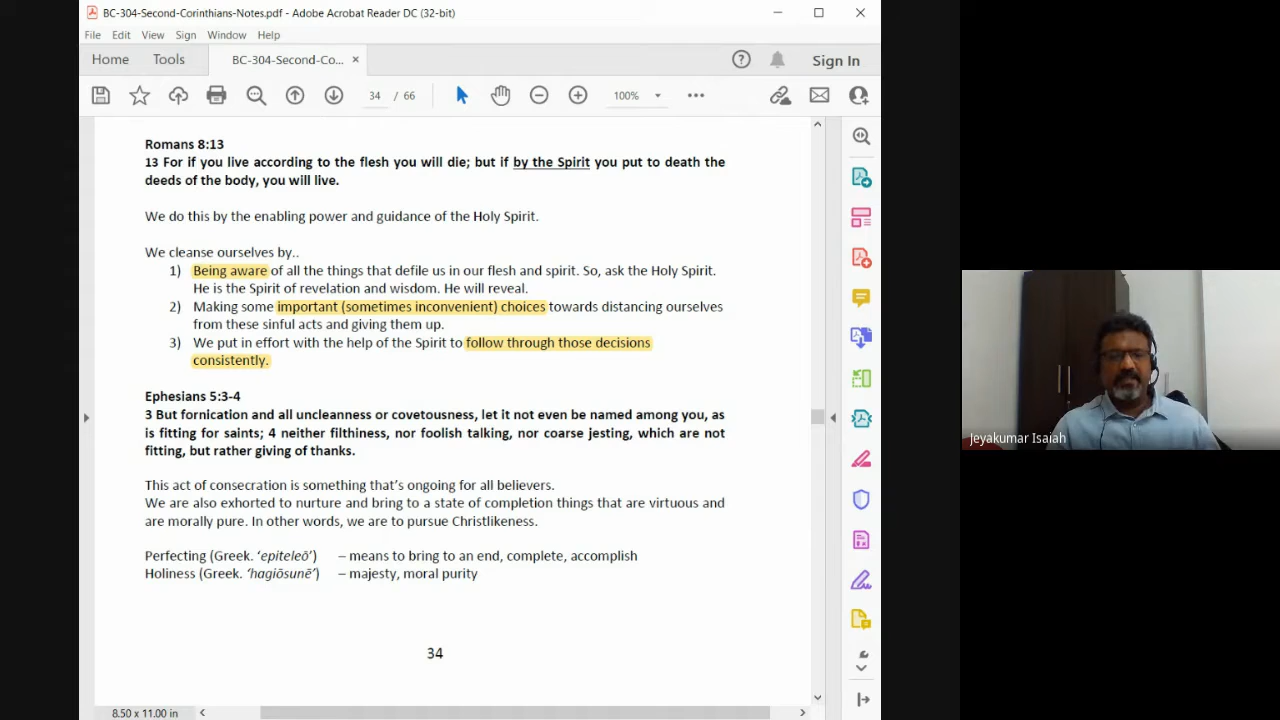 BC-304-Second-Corinthians-Notes.pdf - Adobe Acrobat Reader DC (32-bit)
File Edit View Sign Window Help
Home Tools BC-304-Second-Co... × Sign In
34 / 66 100%
Romans 8:13
13 For if you live according to the flesh you will die; but if by the Spirit you put to death the
deeds of the body, you will live.
We do this by the enabling power and guidance of the Holy Spirit.
We cleanse ourselves by..
1) Being aware of all the things that defile us in our flesh and spirit. So, ask the Holy Spirit.
He is the Spirit of revelation and wisdom. He will reveal.
2) Making some important (sometimes inconvenient) choices towards distancing ourselves
from these sinful acts and giving them up.
3) We put in effort with the help of the Spirit to follow through those decisions
consistently.
Ephesians 5:3-4
3 But fornication and all uncleanness or covetousness, let it not even be named among you, as
is fitting for saints; 4 neither filthiness, nor foolish talking, nor coarse jesting, which are not
fitting, but rather giving of thanks.
This act of consecration is something that's ongoing for all believers.
We are also exhorted to nurture and bring to a state of completion things that are virtuous and
are morally pure. In other words, we are to pursue Christlikeness.
Perfecting (Greek. ‘epiteleō’) – means to bring to an end, complete, accomplish
Holiness (Greek. ‘hagiōsunē’) – majesty, moral purity
34
8.50 x 11.00 in
Jeyakumar Isaiah